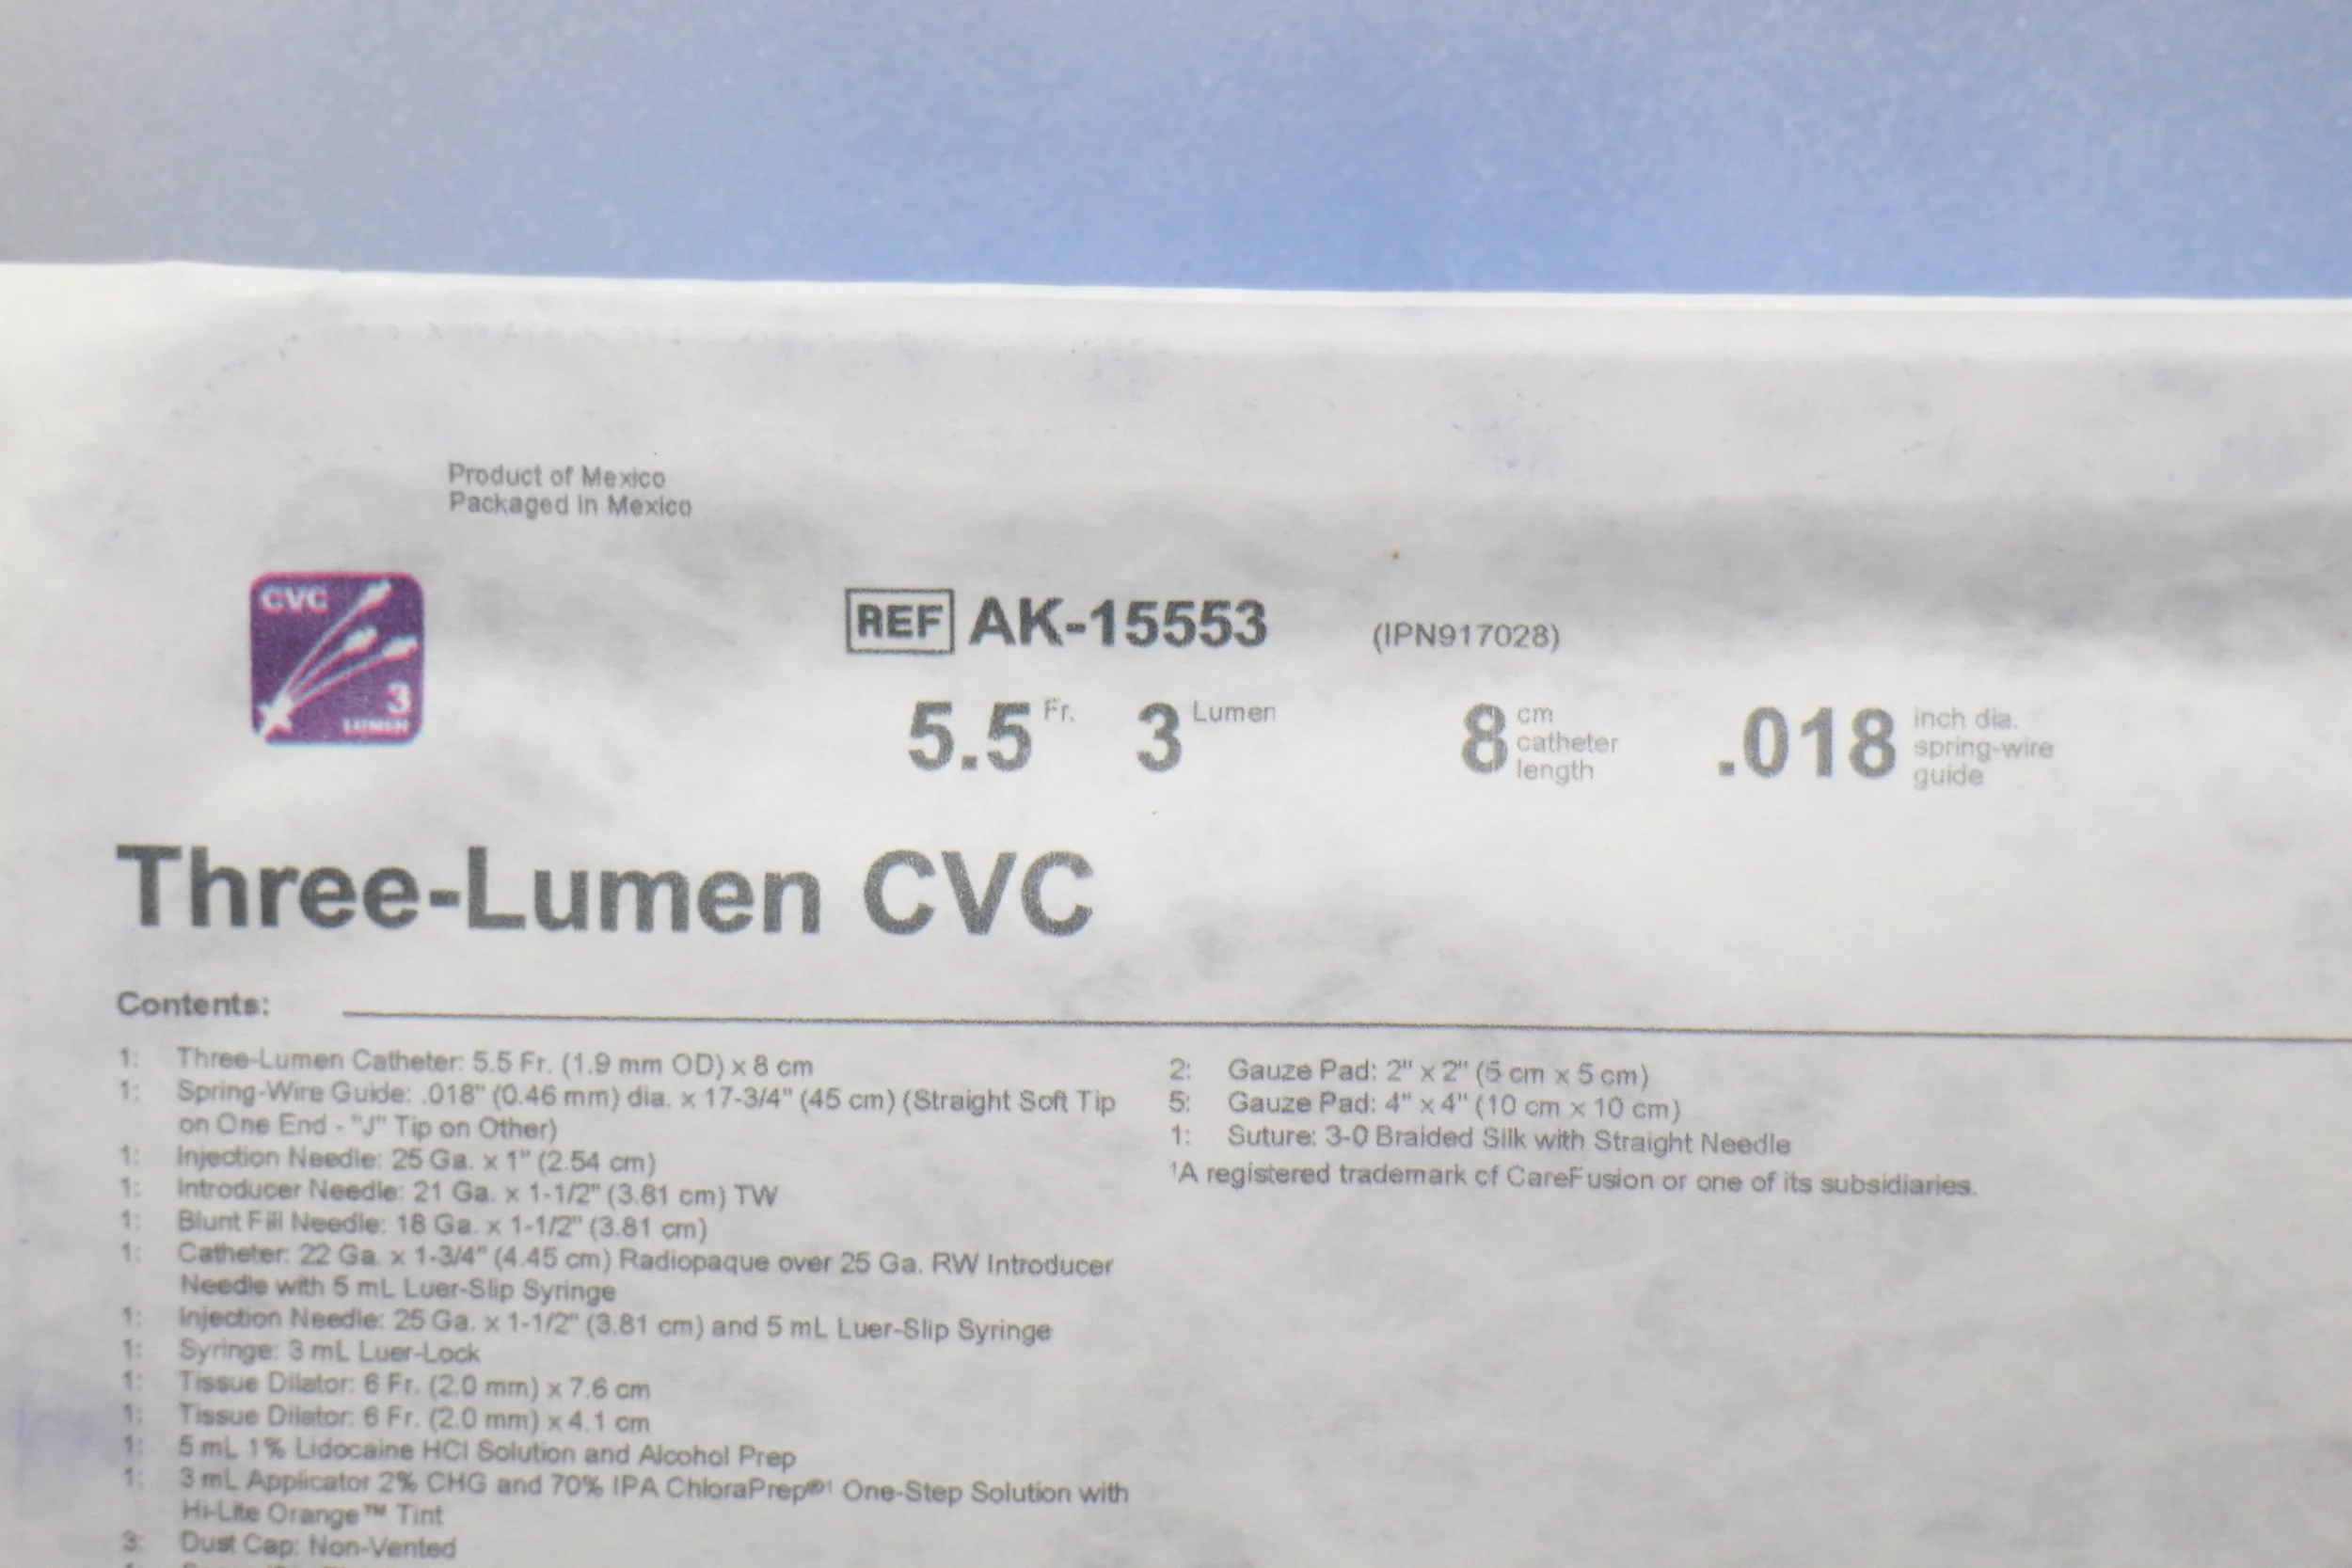 Product of Mexico
Packaged in Mexico
CVC
3
LUMEN
REF AK-15553 (IPN917028)
5.5 Fr. 3 Lumen 8 cm catheter length .018 inch dia. spring-wire guide
Three-Lumen CVC
Contents:
1: Three-Lumen Catheter: 5.5 Fr. (1.9 mm OD) x 8 cm
1: Spring-Wire Guide: .018" (0.46 mm) dia. x 17-3/4" (45 cm) (Straight Soft Tip
on One End - "J" Tip on Other)
1: Injection Needle: 25 Ga. x 1" (2.54 cm)
1: Introducer Needle: 21 Ga. x 1-1/2" (3.81 cm) TW
1: Blunt Fill Needle: 18 Ga. x 1-1/2" (3.81 cm)
1: Catheter: 22 Ga. x 1-3/4" (4.45 cm) Radiopaque over 25 Ga. RW Introducer
Needle with 5 mL Luer-Slip Syringe
1: Injection Needle: 25 Ga. x 1-1/2" (3.81 cm) and 5 mL Luer-Slip Syringe
1: Syringe: 3 mL Luer-Lock
1: Tissue Dilator: 6 Fr. (2.0 mm) x 7.6 cm
1: Tissue Dilator: 6 Fr. (2.0 mm) x 4.1 cm
1: 5 mL 1% Lidocaine HCl Solution and Alcohol Prep
1: 3 mL Applicator 2% CHG and 70% IPA ChloraPrep®¹ One-Step Solution with
Hi-Lite Orange™ Tint
3: Dust Cap: Non-Vented
2: Gauze Pad: 2" x 2" (5 cm x 5 cm)
5: Gauze Pad: 4" x 4" (10 cm x 10 cm)
1: Suture: 3-0 Braided Silk with Straight Needle
¹A registered trademark of CareFusion or one of its subsidiaries.